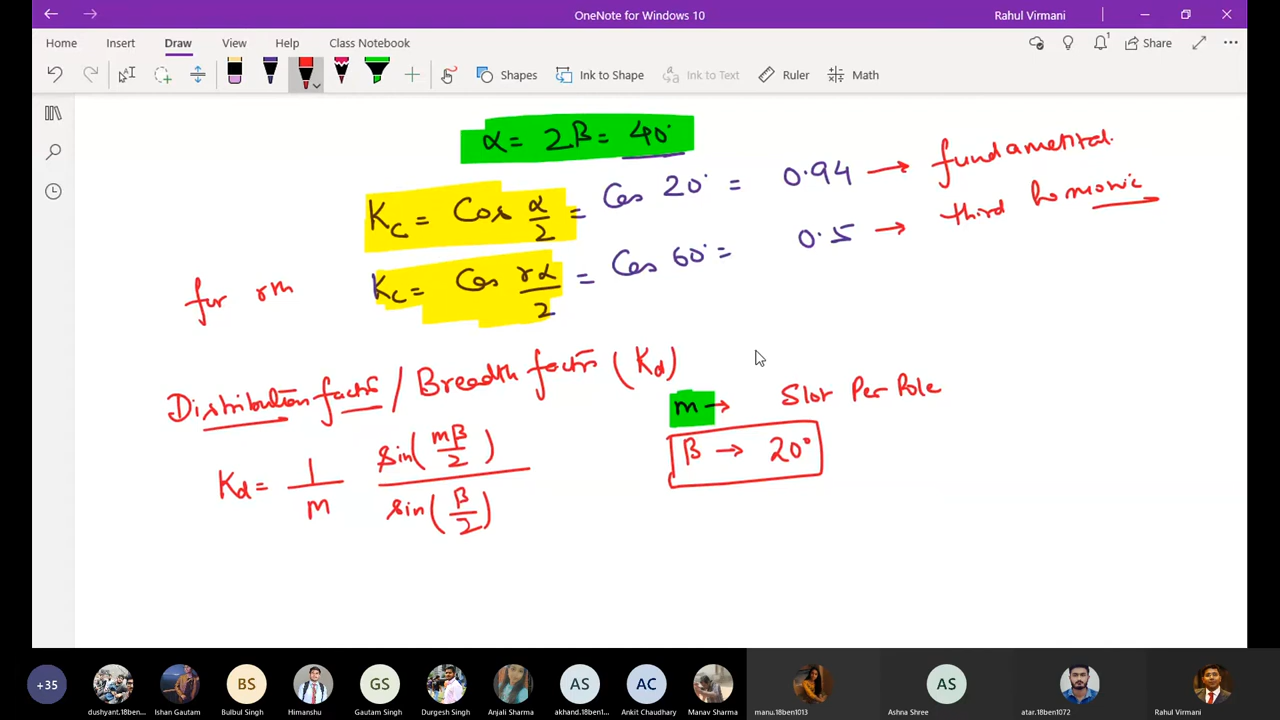 OneNote for Windows 10
Rahul Virmani
Home Insert Draw View Help Class Notebook
Share
Shapes Ink to Shape Ink to Text Ruler Math
α = 2β = 40°
Kc = Cos α/2 = Cos 20° = 0.94 → fundamental.
for rth Kc = Cos rα/2 = Cos 60° = 0.5 → third homonic
Distribution factor / Breadth factor (Kd)
m → Slot Per Pole
β → 20°
Kd = 1/m sin(mβ/2) / sin(β/2)
+35 BS GS AS AC AS
dushyant.18ben... Ishan Gautam Bulbul Singh Himanshu Gautam Singh Durgesh Singh Anjali Sharma akhand.18ben1... Ankit Chaudhary Manav Sharma manu.18ben1013 Ashna Shree atar.18ben1072 Rahul Virmani